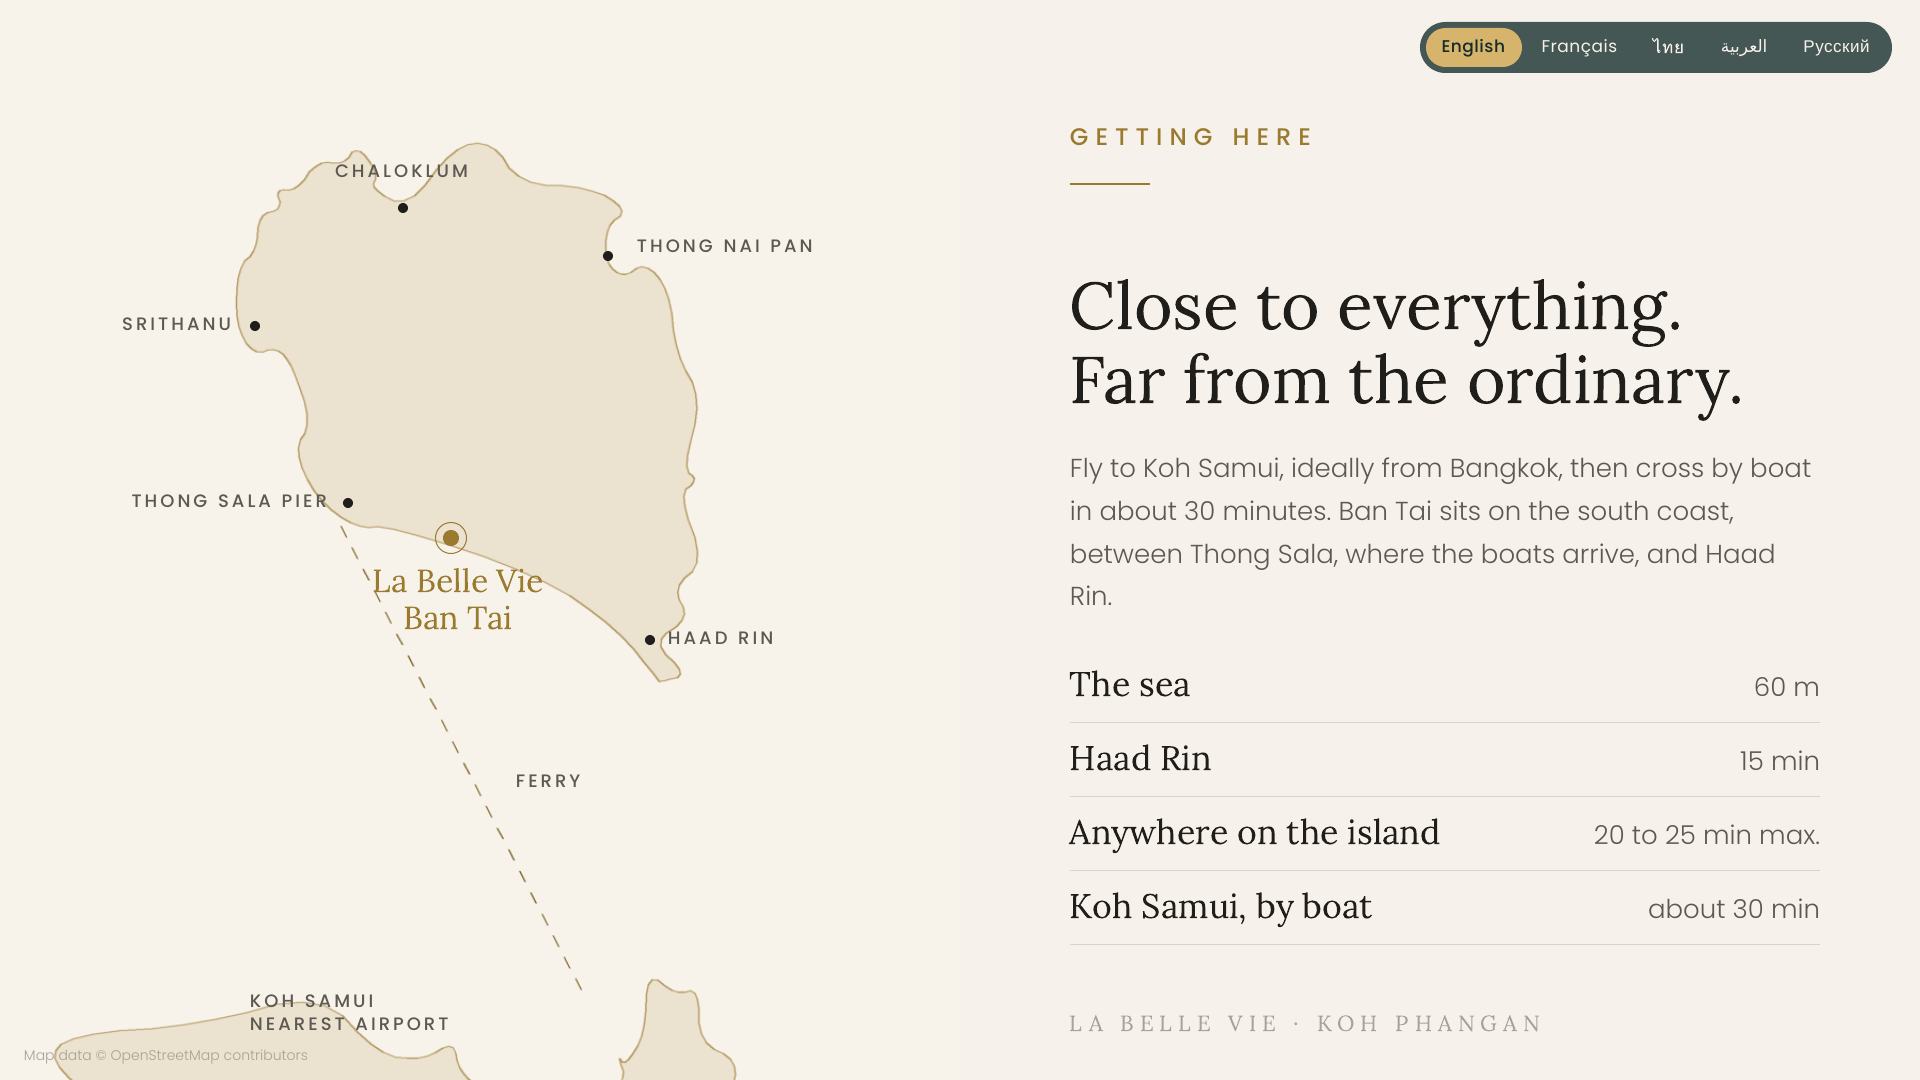 English Français ไทย العربية Русский
CHALOKLUM
THONG NAI PAN
SRITHANU
THONG SALA PIER
La Belle Vie
Ban Tai
HAAD RIN
FERRY
KOH SAMUI
NEAREST AIRPORT
Map data © OpenStreetMap contributors
GETTING HERE
Close to everything.
Far from the ordinary.
Fly to Koh Samui, ideally from Bangkok, then cross by boat
in about 30 minutes. Ban Tai sits on the south coast,
between Thong Sala, where the boats arrive, and Haad
Rin.
The sea 60 m
Haad Rin 15 min
Anywhere on the island 20 to 25 min max.
Koh Samui, by boat about 30 min
LA BELLE VIE · KOH PHANGAN